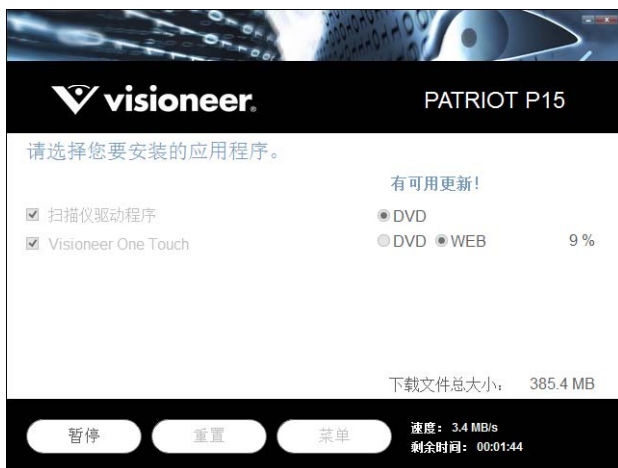 visioneer®
PATRIOT P15
请选择您要安装的应用程序。
有可用更新!
扫描仪驱动程序
DVD
Visioneer One Touch
DVD WEB 9 %
下载文件总大小: 385.4 MB
暂停 重置 菜单
速度: 3.4 MB/s
剩余时间: 00:01:44